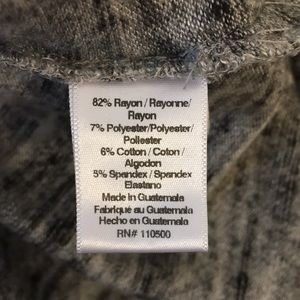 82% Rayon / Rayonne/
Rayon
7% Polyester/Polyester/
Poliester
6% Cotton / Coton /
Algodon
5% Spandex / Spandex
Elastano
Made in Guatemala
Fabriqué au Guatemala
Hecho en Guatemala
RN# 110500